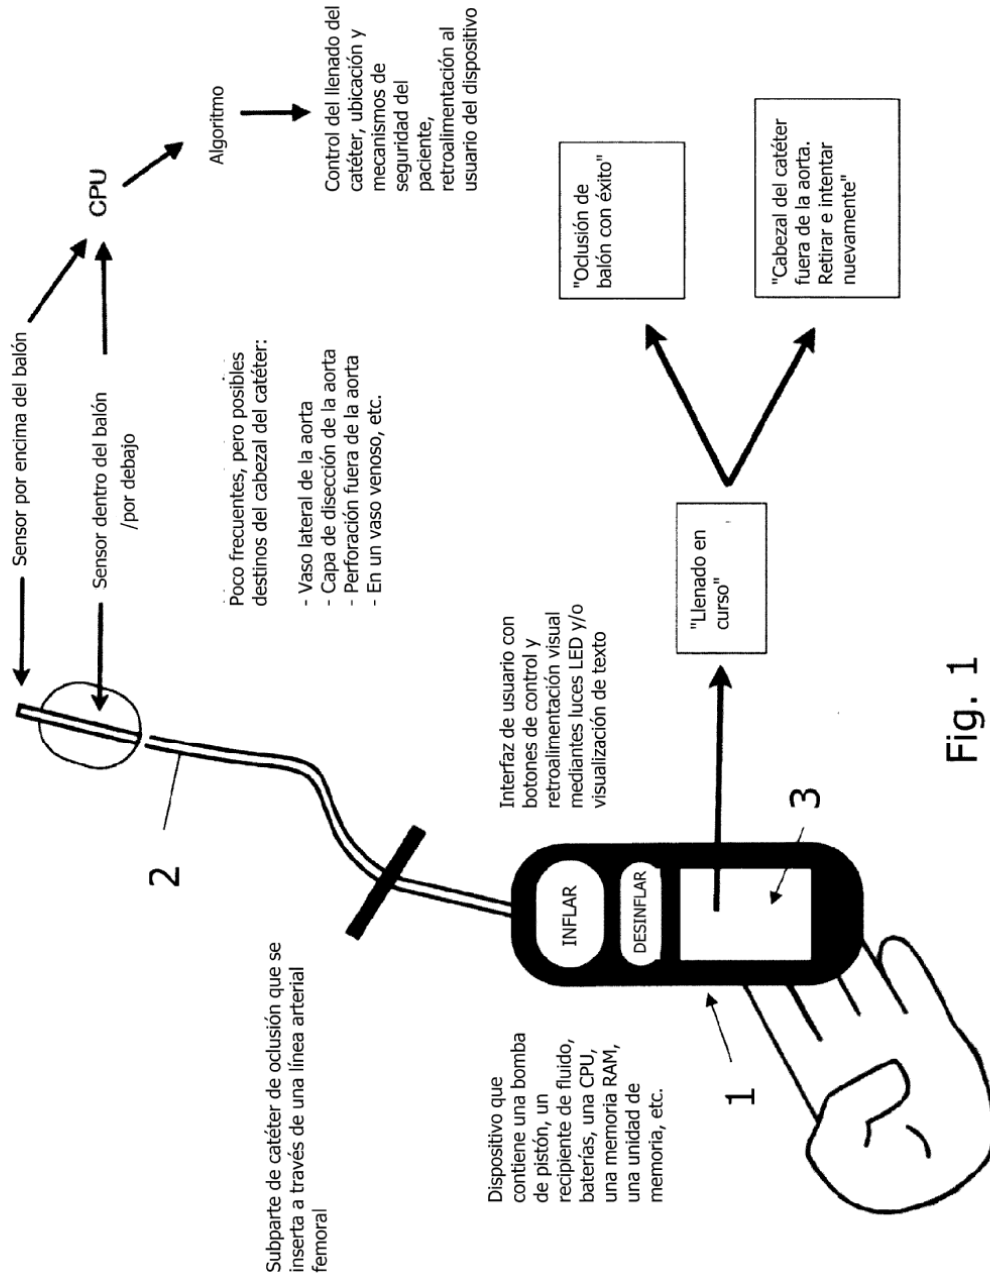 Sensor por encima del balón
Sensor dentro del balón
/por debajo
CPU
Algoritmo
Control del llenado del
catéter, ubicación y
mecanismos de
seguridad del
paciente,
retroalimentación al
usuario del dispositivo
2
Poco frecuentes, pero posibles
destinos del cabezal del catéter:
- Vaso lateral de la aorta
- Capa de disección de la aorta
- Perforación fuera de la aorta
- En un vaso venoso, etc.
Subparte de catéter de oclusión que se
inserta a través de una línea arterial
femoral
Dispositivo que
contiene una bomba
de pistón, un
recipiente de fluido,
baterías, una CPU,
una memoria RAM,
una unidad de
memoria, etc.
1
INFLAR
DESINFLAR
3
Interfaz de usuario con
botones de control y
retroalimentación visual
mediantes luces LED y/o
visualización de texto
"Llenado en
curso"
"Oclusión de
balón con éxito"
"Cabezal del catéter
fuera de la aorta.
Retirar e intentar
nuevamente"
Fig. 1